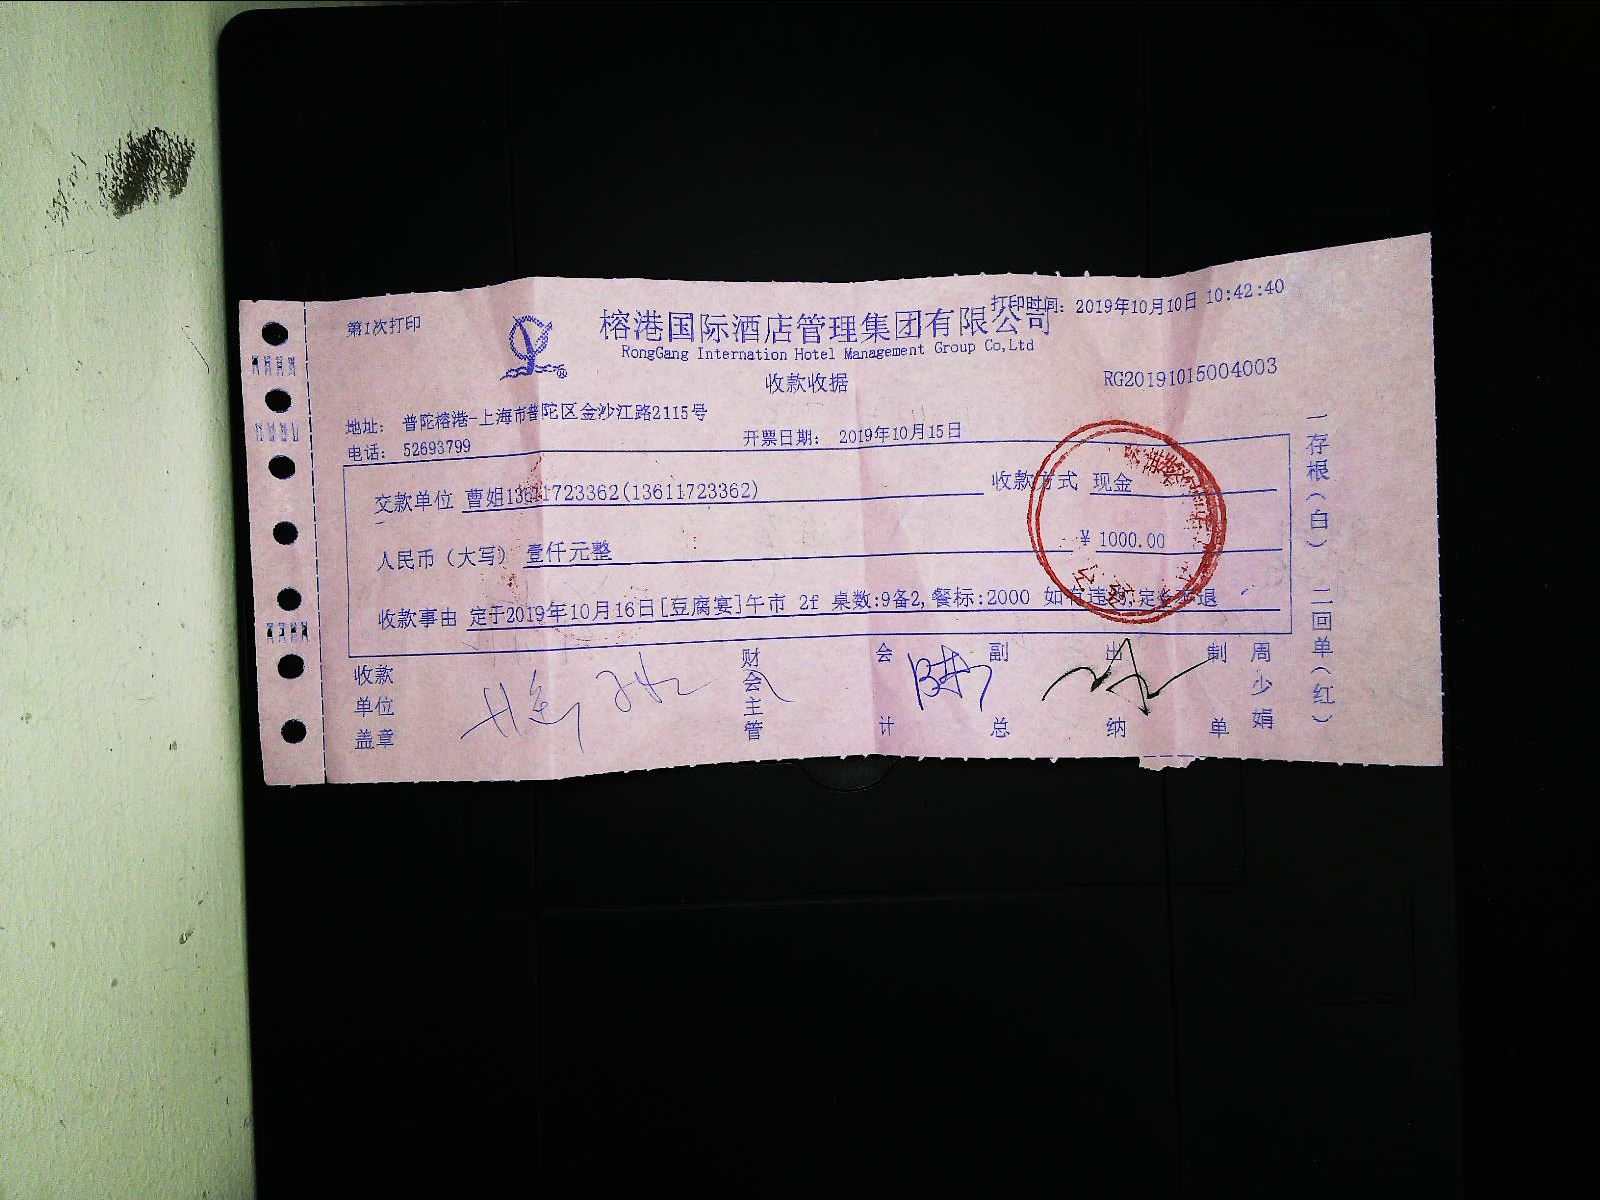 第1次打印
打印时间: 2019年10月10日 10:42:40
榕港国际酒店管理集团有限公司
RongGang Internation Hotel Management Group Co,Ltd
收款收据
RG20191015004003
地址: 普陀榕港-上海市普陀区金沙江路2115号
电话: 52693799
开票日期: 2019年10月15日
交款单位 曹姐13611723362(13611723362) 收款方式 现金
人民币(大写) 壹仟元整 ¥ 1000.00
收款事由 定于2019年10月16日[豆腐宴]午市 2f 桌数:9备2,餐标:2000 如有违约,定金不退
收款单位盖章
财会主管
会计
副总
出纳
制单
周少娟
一存根(白) 二回单(红)